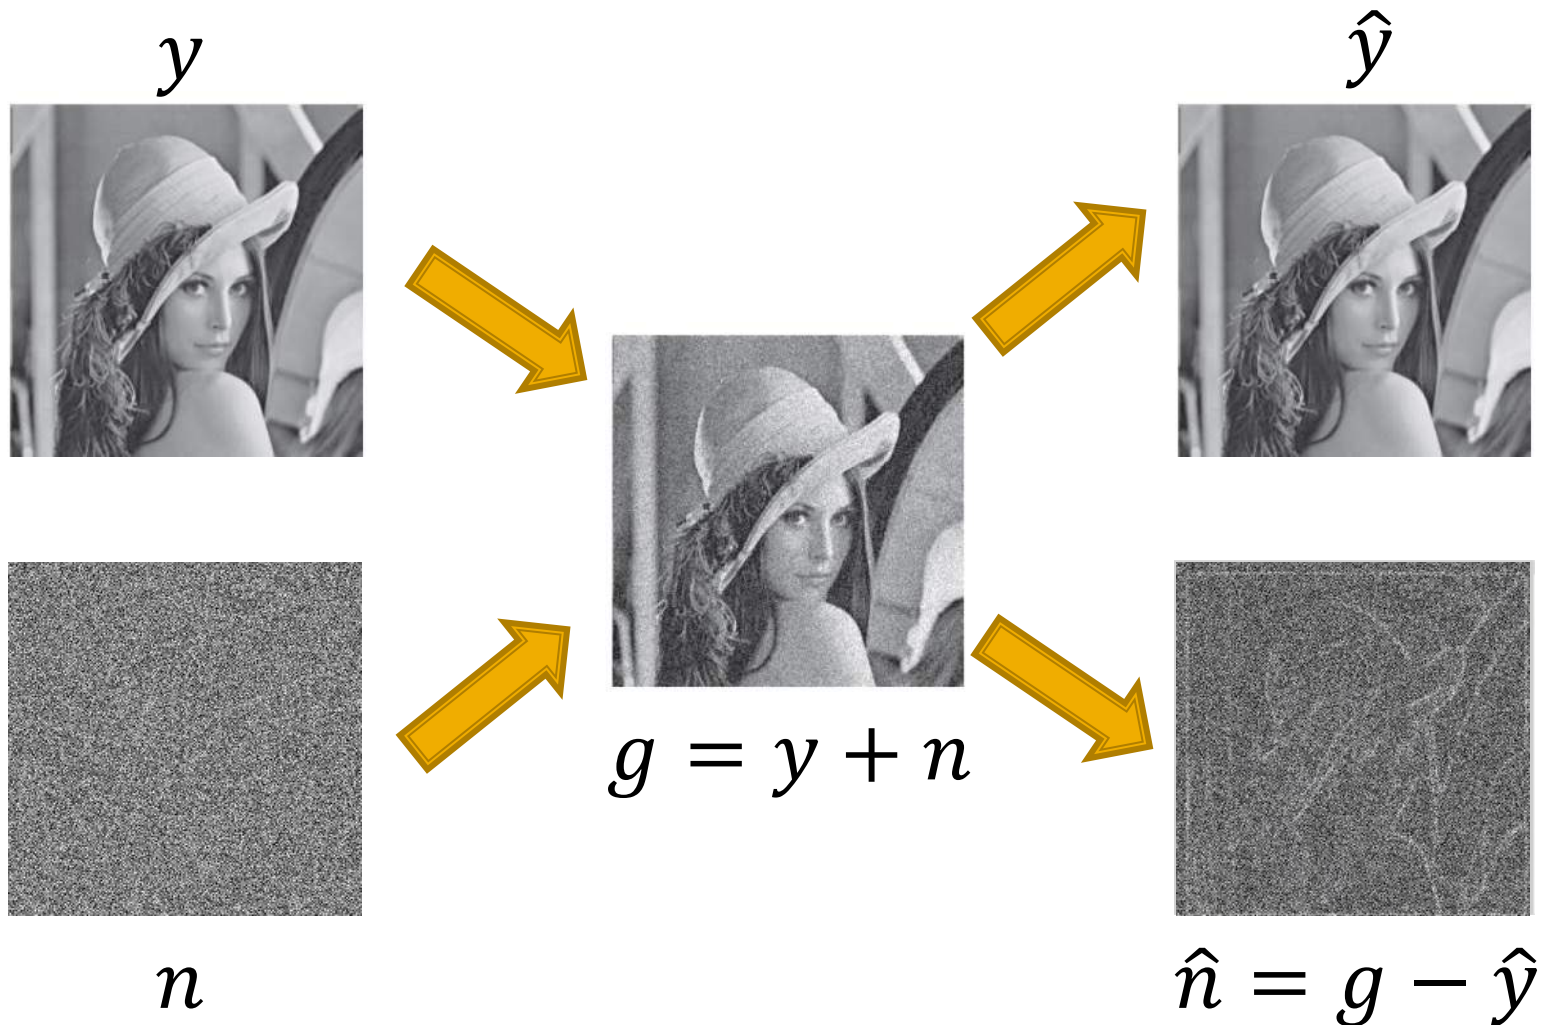 y
ŷ
g = y + n
n
n̂ = g − ŷ